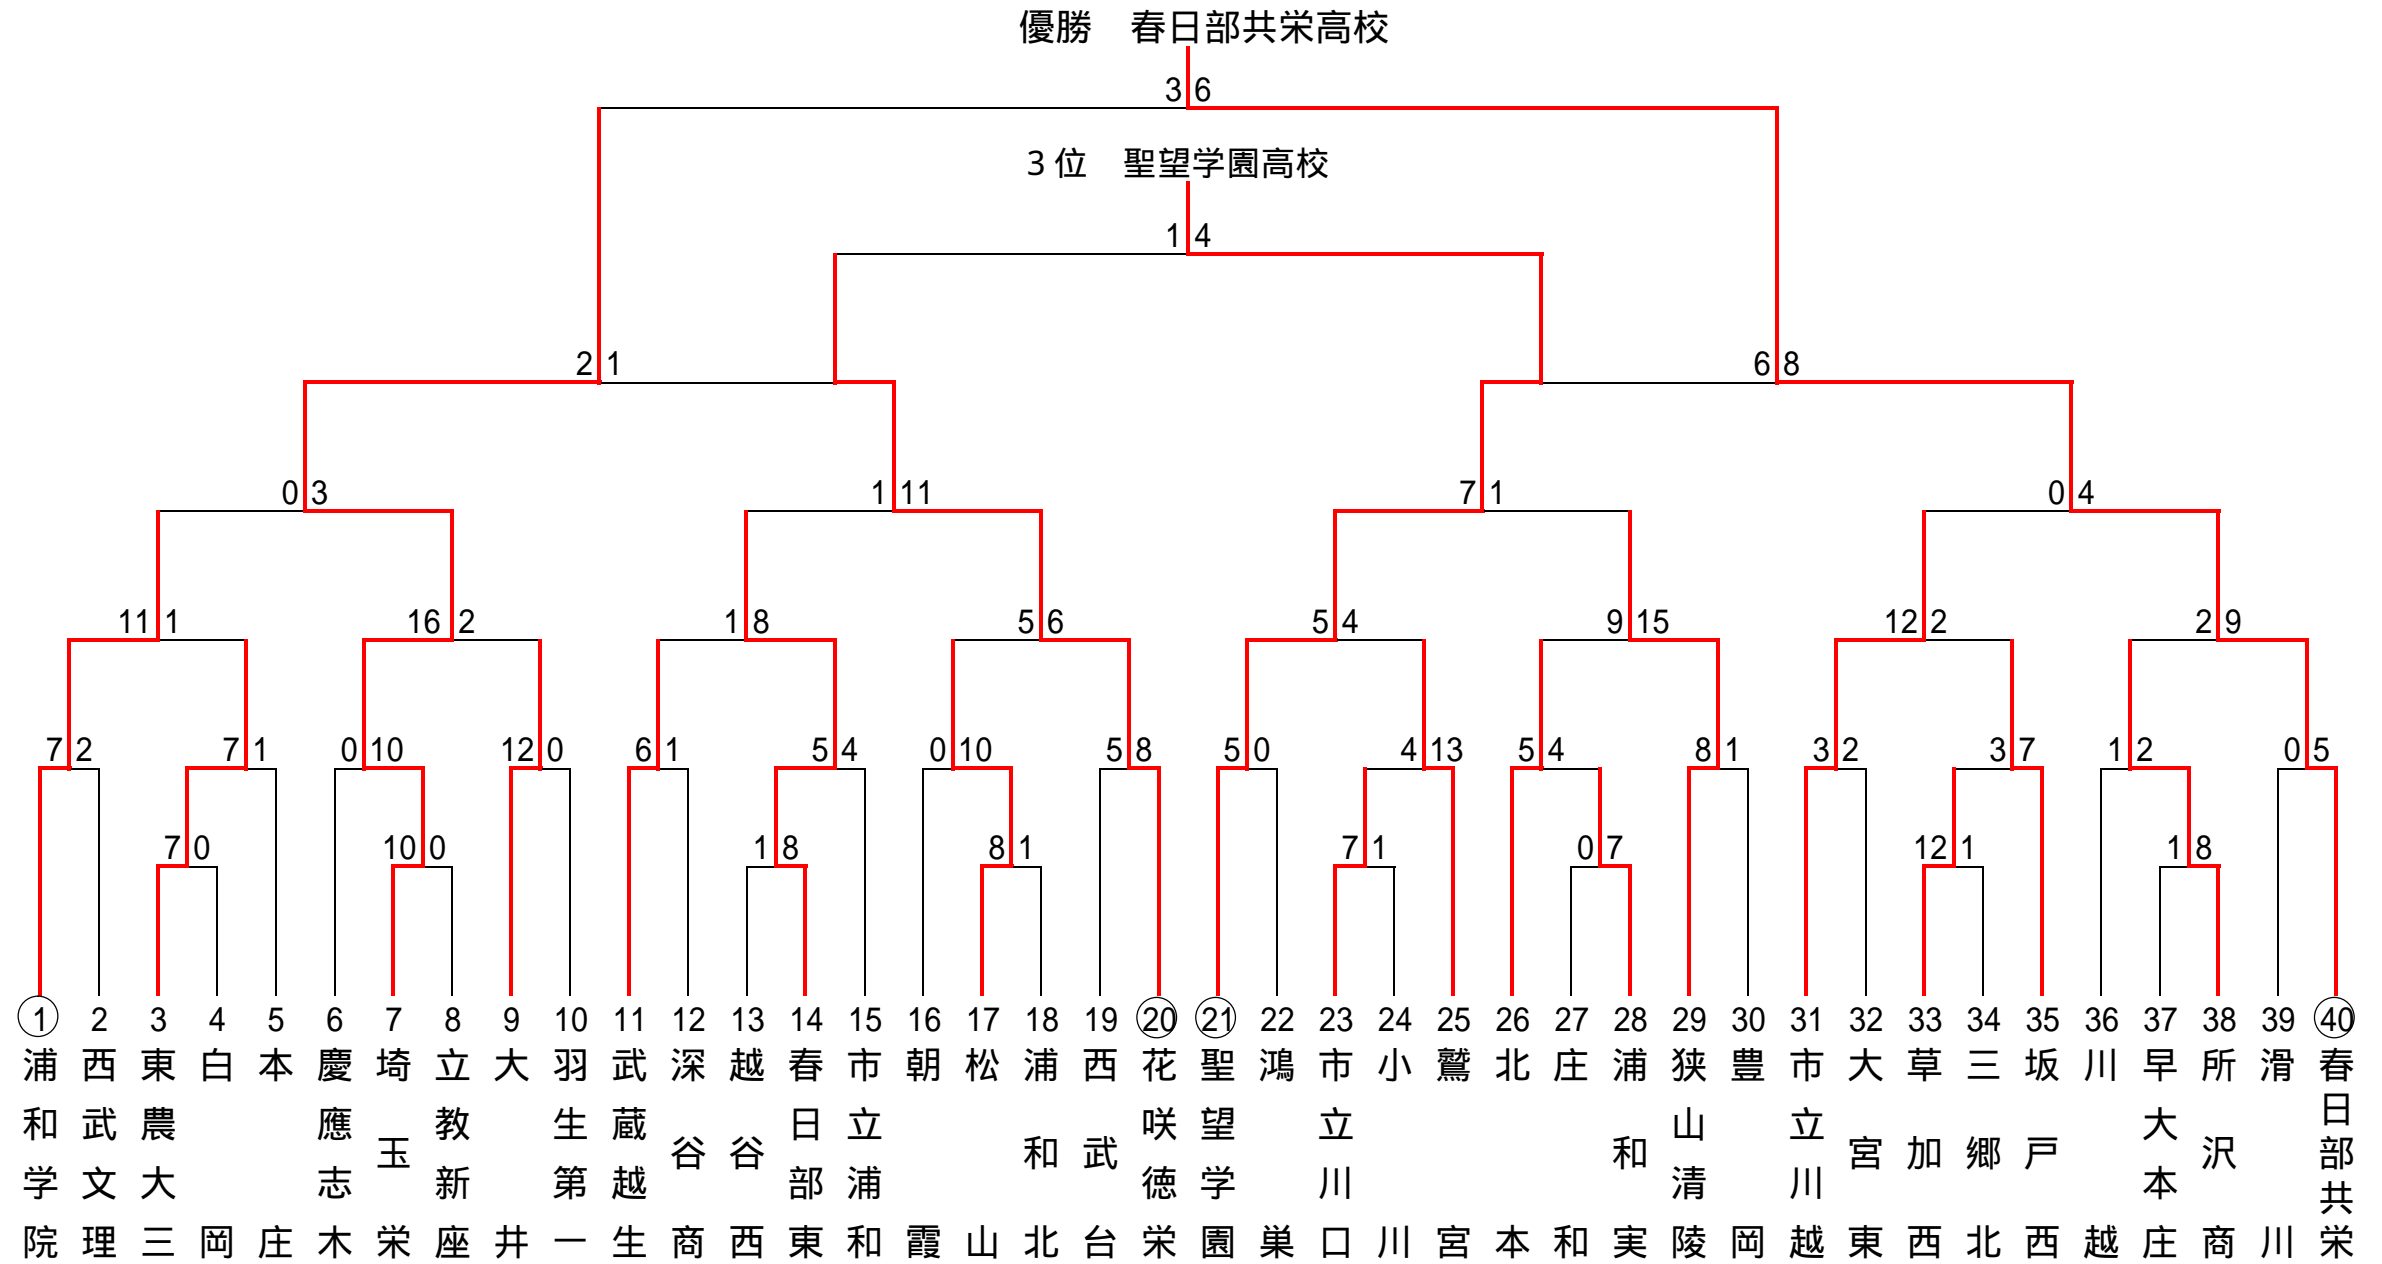 優勝　春日部共栄高校
3 6
3 位　聖望学園高校
1 4
2 1　6 8
0 3　1 11　7 1　0 4
11 1　16 2　1 8　5 6　5 4　9 15　12 2　2 9
7 2　7 1　0 10　12 0　6 1　5 4　0 10　5 8　5 0　4 13　5 4　8 1　3 2　3 7　1 2　0 5
7 0　10 0　1 8　8 1　7 1　0 7　12 1　1 8
① 2 3 4 5 6 7 8 9 10 11 12 13 14 15 16 17 18 19 ⑳ ㉑ 22 23 24 25 26 27 28 29 30 31 32 33 34 35 36 37 38 39 ㊵
浦和学院
西武文理
東農大三
白岡
本庄
慶應志木
埼玉栄
立教新座
大井
羽生第一
武蔵越生
深谷商
越谷西
春日部東
市立浦和
朝霞
松山
浦和北
西武台
花咲徳栄
聖望学園
鴻巣
市立川口
小川
鷲宮
北本
庄和
浦和実
狭山清陵
豊岡
市立川越
大宮東
草加西
三郷北
坂戸西
川越
早大本庄
所沢商
滑川
春日部共栄